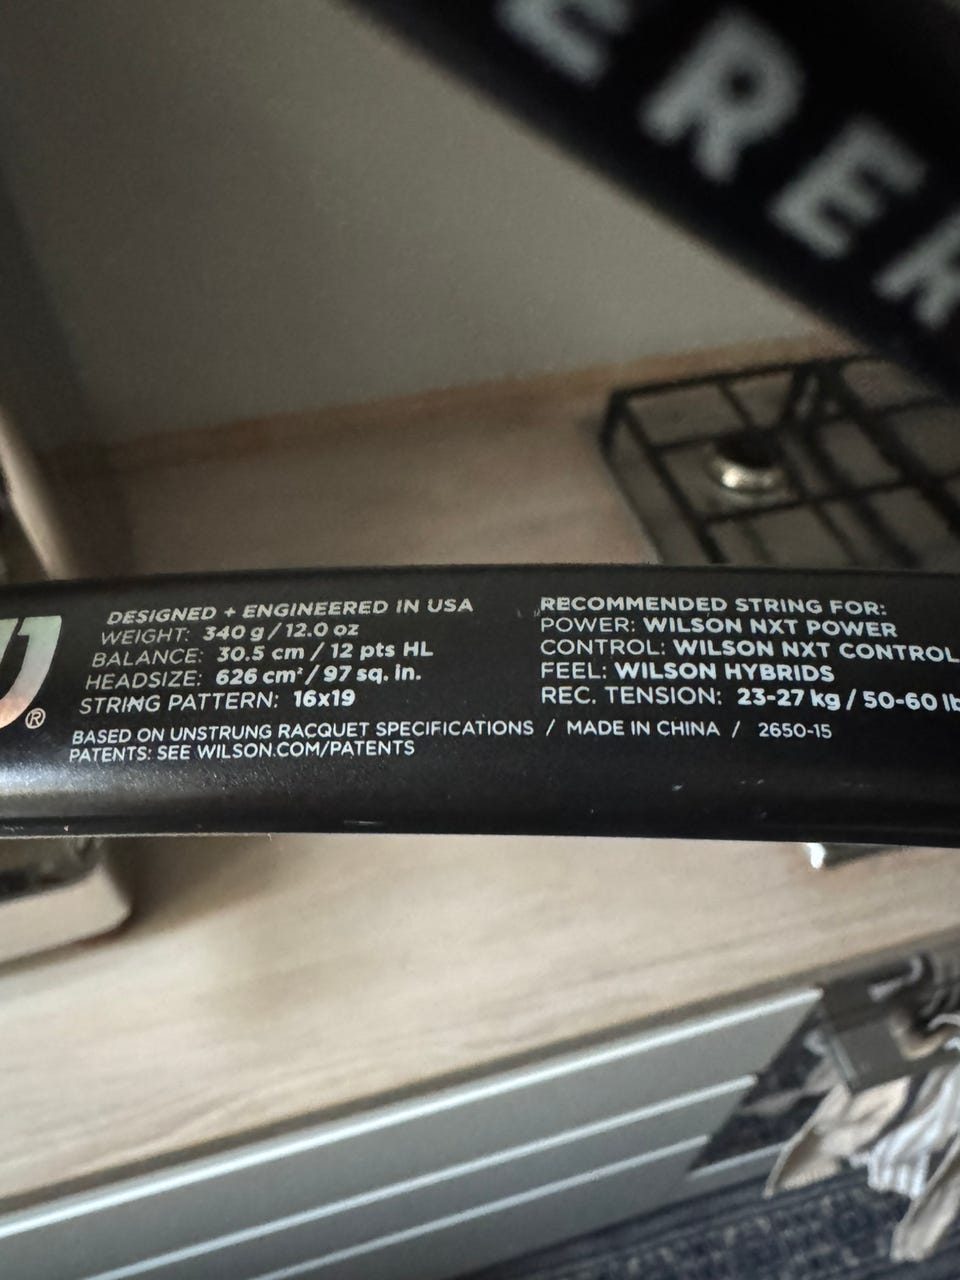 ERER
DESIGNED + ENGINEERED IN USA
WEIGHT: 340 g / 12.0 oz
BALANCE: 30.5 cm / 12 pts HL
HEADSIZE: 626 cm² / 97 sq. in.
STRING PATTERN: 16x19
RECOMMENDED STRING FOR:
POWER: WILSON NXT POWER
CONTROL: WILSON NXT CONTROL
FEEL: WILSON HYBRIDS
REC. TENSION: 23-27 kg / 50-60 lb
®
BASED ON UNSTRUNG RACQUET SPECIFICATIONS / MADE IN CHINA / 2650-15
PATENTS: SEE WILSON.COM/PATENTS